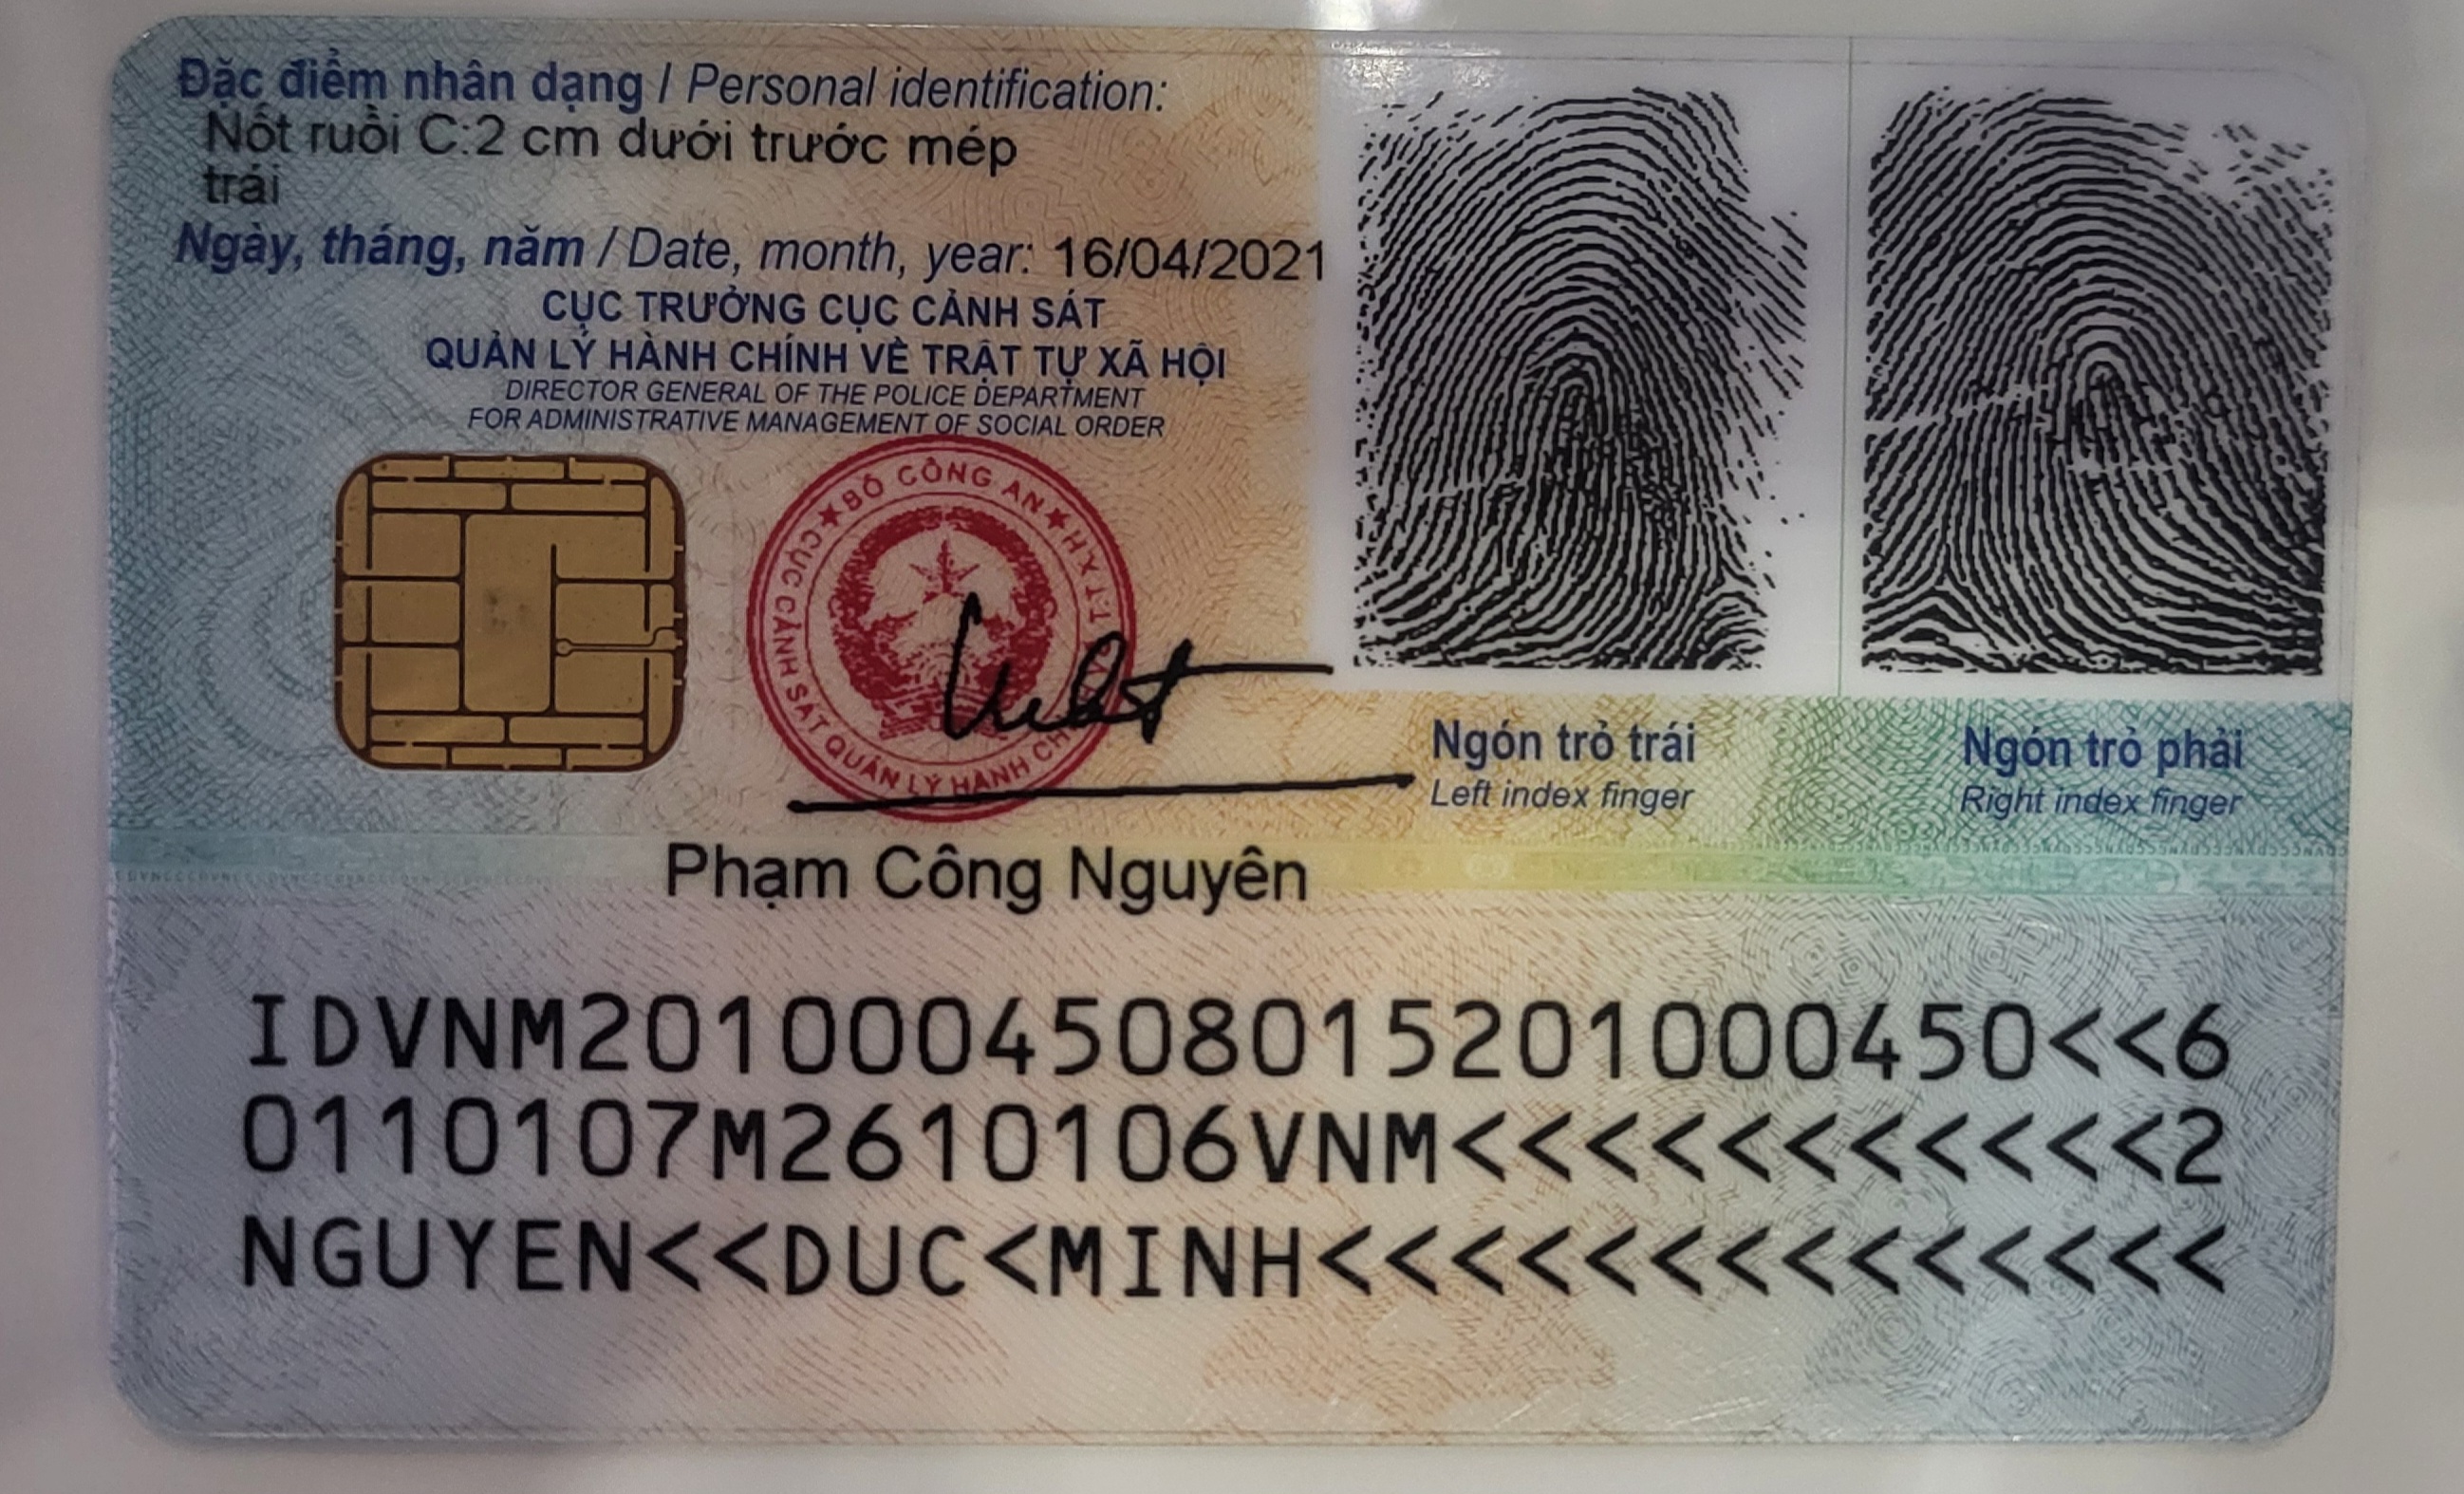 Đặc điểm nhân dạng / Personal identification:
Nốt ruồi C:2 cm dưới trước mép
trái
Ngày, tháng, năm / Date, month, year: 16/04/2021
CỤC TRƯỞNG CỤC CẢNH SÁT
QUẢN LÝ HÀNH CHÍNH VỀ TRẬT TỰ XÃ HỘI
DIRECTOR GENERAL OF THE POLICE DEPARTMENT
FOR ADMINISTRATIVE MANAGEMENT OF SOCIAL ORDER
BỘ CÔNG AN
CỤC CẢNH SÁT QUẢN LÝ HÀNH
Ngón trỏ trái
Left index finger
Ngón trỏ phải
Right index finger
Phạm Công Nguyên
IDVNM2010004508015201000450<<6
0110107M2610106VNM<<<<<<<<<<<2
NGUYEN<<DUC<MINH<<<<<<<<<<<<<<